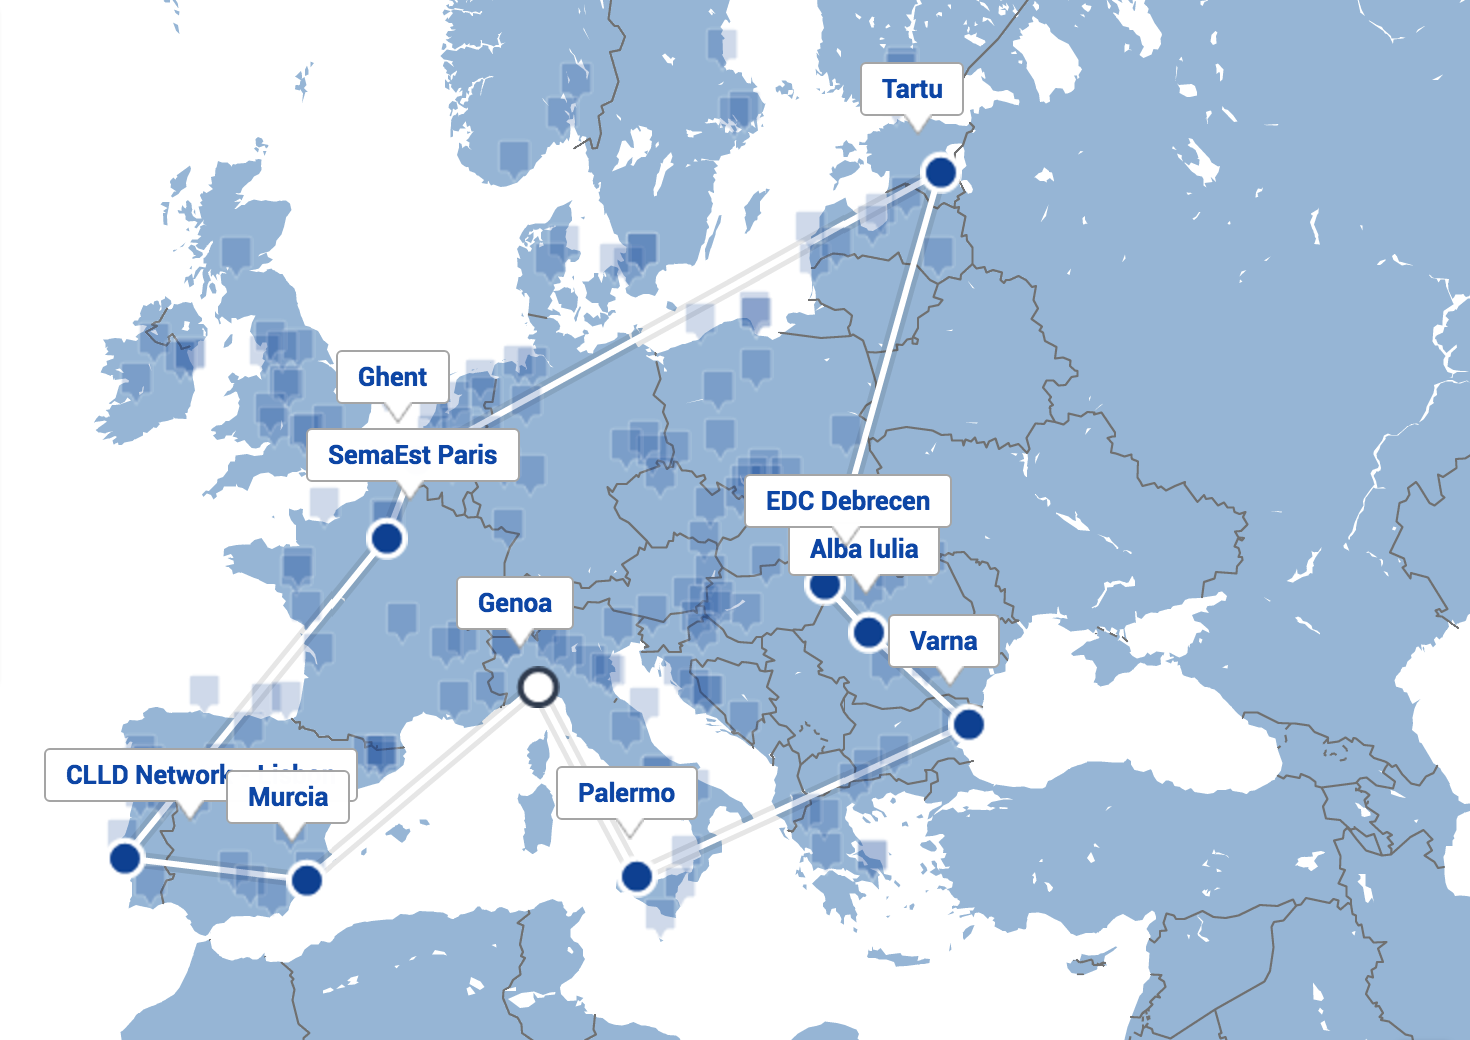 Tartu
Ghent
SemaEst Paris
EDC Debrecen
Alba Iulia
Genoa
Varna
CLLD Network
Murcia
Palermo